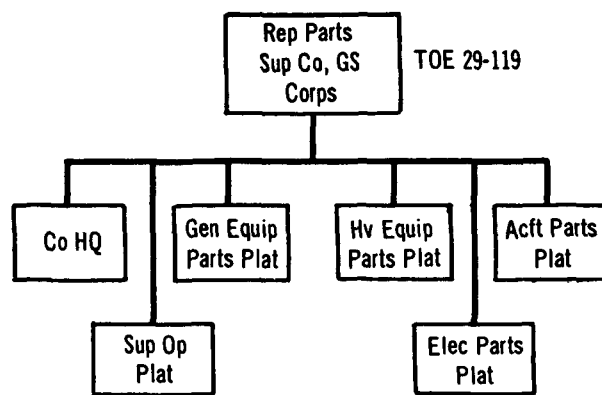 Rep Parts
Sup Co, GS
Corps
TOE 29-119
Co HQ
Gen Equip
Parts Plat
Hv Equip
Parts Plat
Acft Parts
Plat
Sup Op
Plat
Elec Parts
Plat